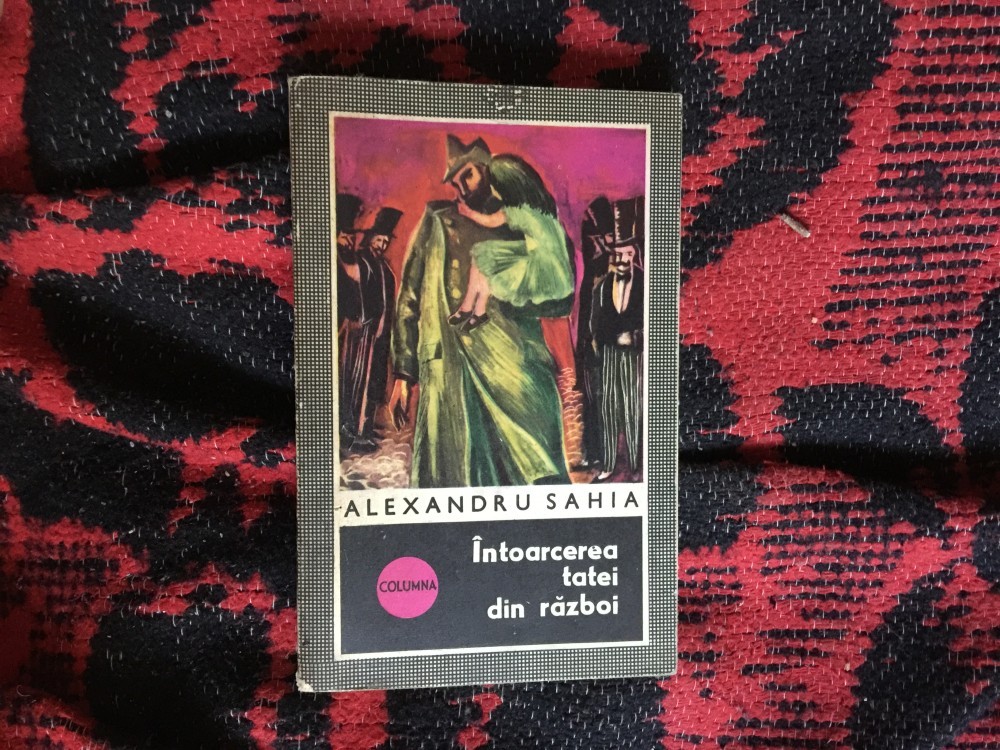 ALEXANDRU SAHIA
COLUMNA
Întoarcerea
tatei
din război